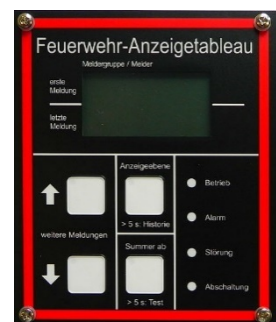 Feuerwehr-Anzeigetableau
Meldergruppe / Melder
erste
Meldung
letzte
Meldung
Anzeigeebene
> 5 s: Historie
weitere Meldungen
Summer ab
> 5 s: Test
Betrieb
Alarm
Störung
Abschaltung